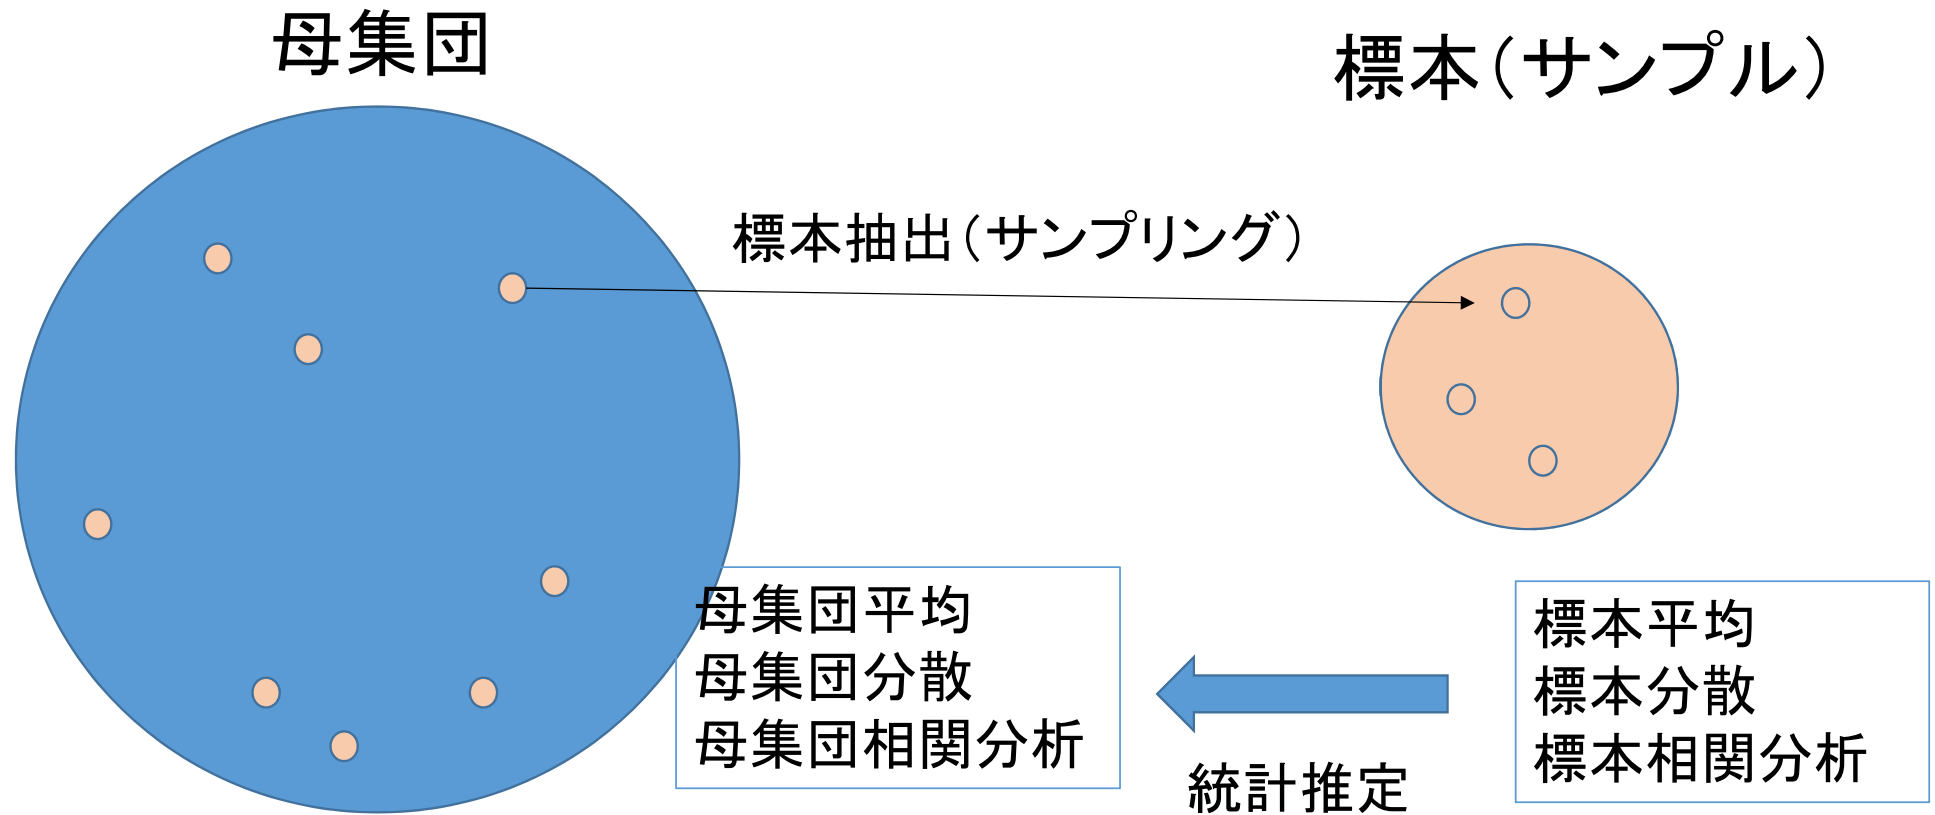 母集団
標本（サンプル）
標本抽出（サンプリング）
母集団平均
母集団分散
母集団相関分析
標本平均
標本分散
標本相関分析
統計推定